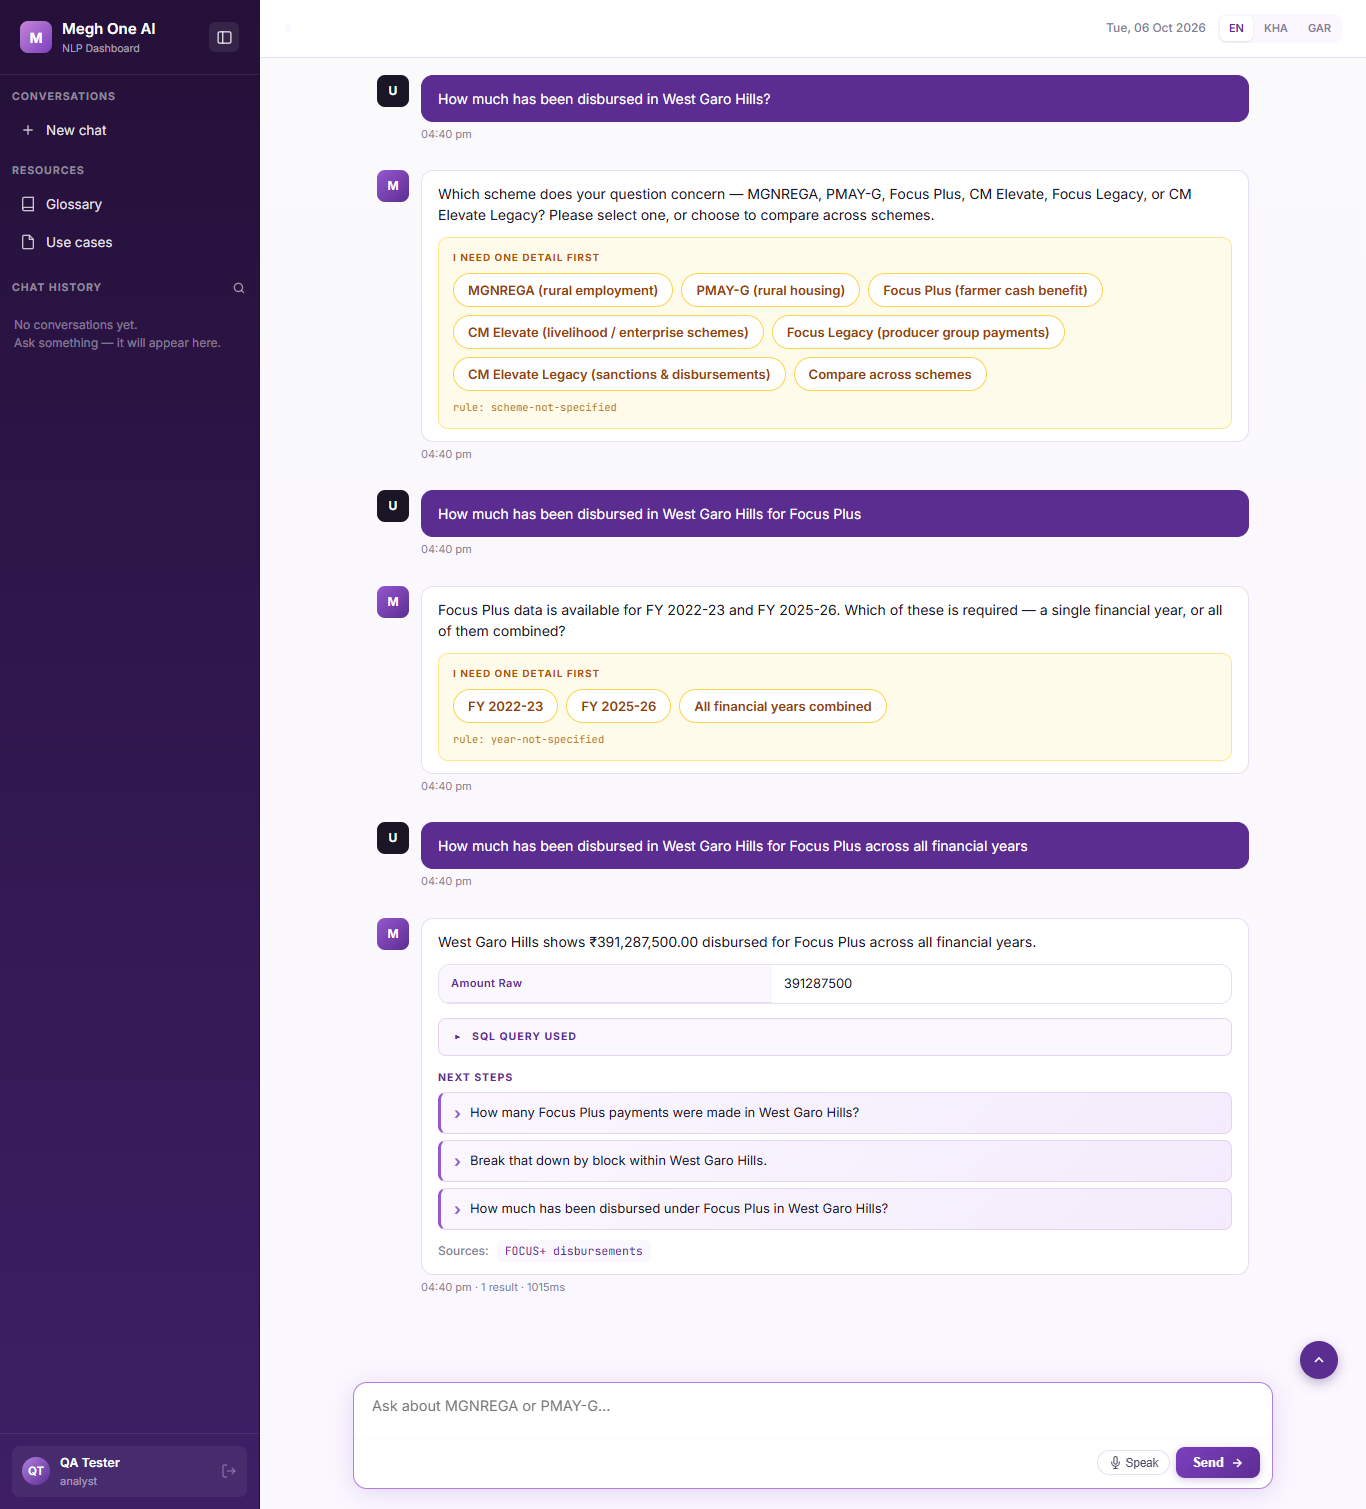 M
Megh One AI
NLP Dashboard
CONVERSATIONS
+ New chat
RESOURCES
Glossary
Use cases
CHAT HISTORY
No conversations yet.
Ask something — it will appear here.
QT
QA Tester
analyst
Tue, 06 Oct 2026
EN
KHA
GAR
U
How much has been disbursed in West Garo Hills?
04:40 pm
M
Which scheme does your question concern — MGNREGA, PMAY-G, Focus Plus, CM Elevate, Focus Legacy, or CM
Elevate Legacy? Please select one, or choose to compare across schemes.
I NEED ONE DETAIL FIRST
MGNREGA (rural employment)
PMAY-G (rural housing)
Focus Plus (farmer cash benefit)
CM Elevate (livelihood / enterprise schemes)
Focus Legacy (producer group payments)
CM Elevate Legacy (sanctions & disbursements)
Compare across schemes
rule: scheme-not-specified
04:40 pm
U
How much has been disbursed in West Garo Hills for Focus Plus
04:40 pm
M
Focus Plus data is available for FY 2022-23 and FY 2025-26. Which of these is required — a single financial year, or all
of them combined?
I NEED ONE DETAIL FIRST
FY 2022-23
FY 2025-26
All financial years combined
rule: year-not-specified
04:40 pm
U
How much has been disbursed in West Garo Hills for Focus Plus across all financial years
04:40 pm
M
West Garo Hills shows ₹391,287,500.00 disbursed for Focus Plus across all financial years.
Amount Raw
391287500
SQL QUERY USED
NEXT STEPS
How many Focus Plus payments were made in West Garo Hills?
Break that down by block within West Garo Hills.
How much has been disbursed under Focus Plus in West Garo Hills?
Sources: FOCUS+ disbursements
04:40 pm · 1 result · 1015ms
Ask about MGNREGA or PMAY-G...
Speak
Send →